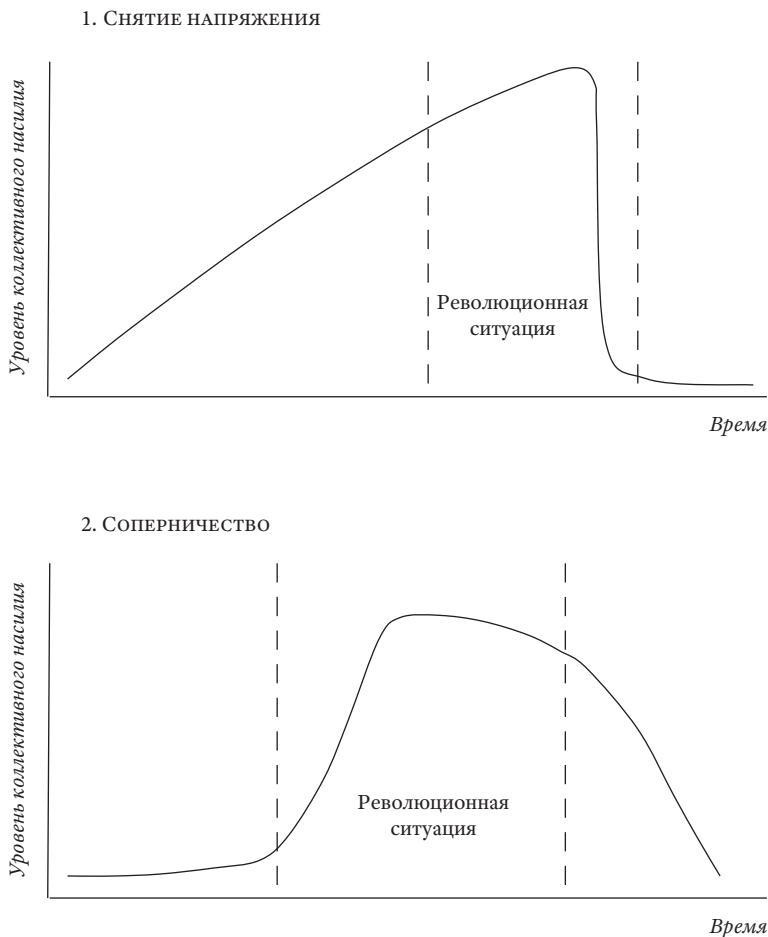 1. Снятие напряжения
Уровень коллективного насилия
Революционная
ситуация
Время
2. Соперничество
Уровень коллективного насилия
Революционная
ситуация
Время